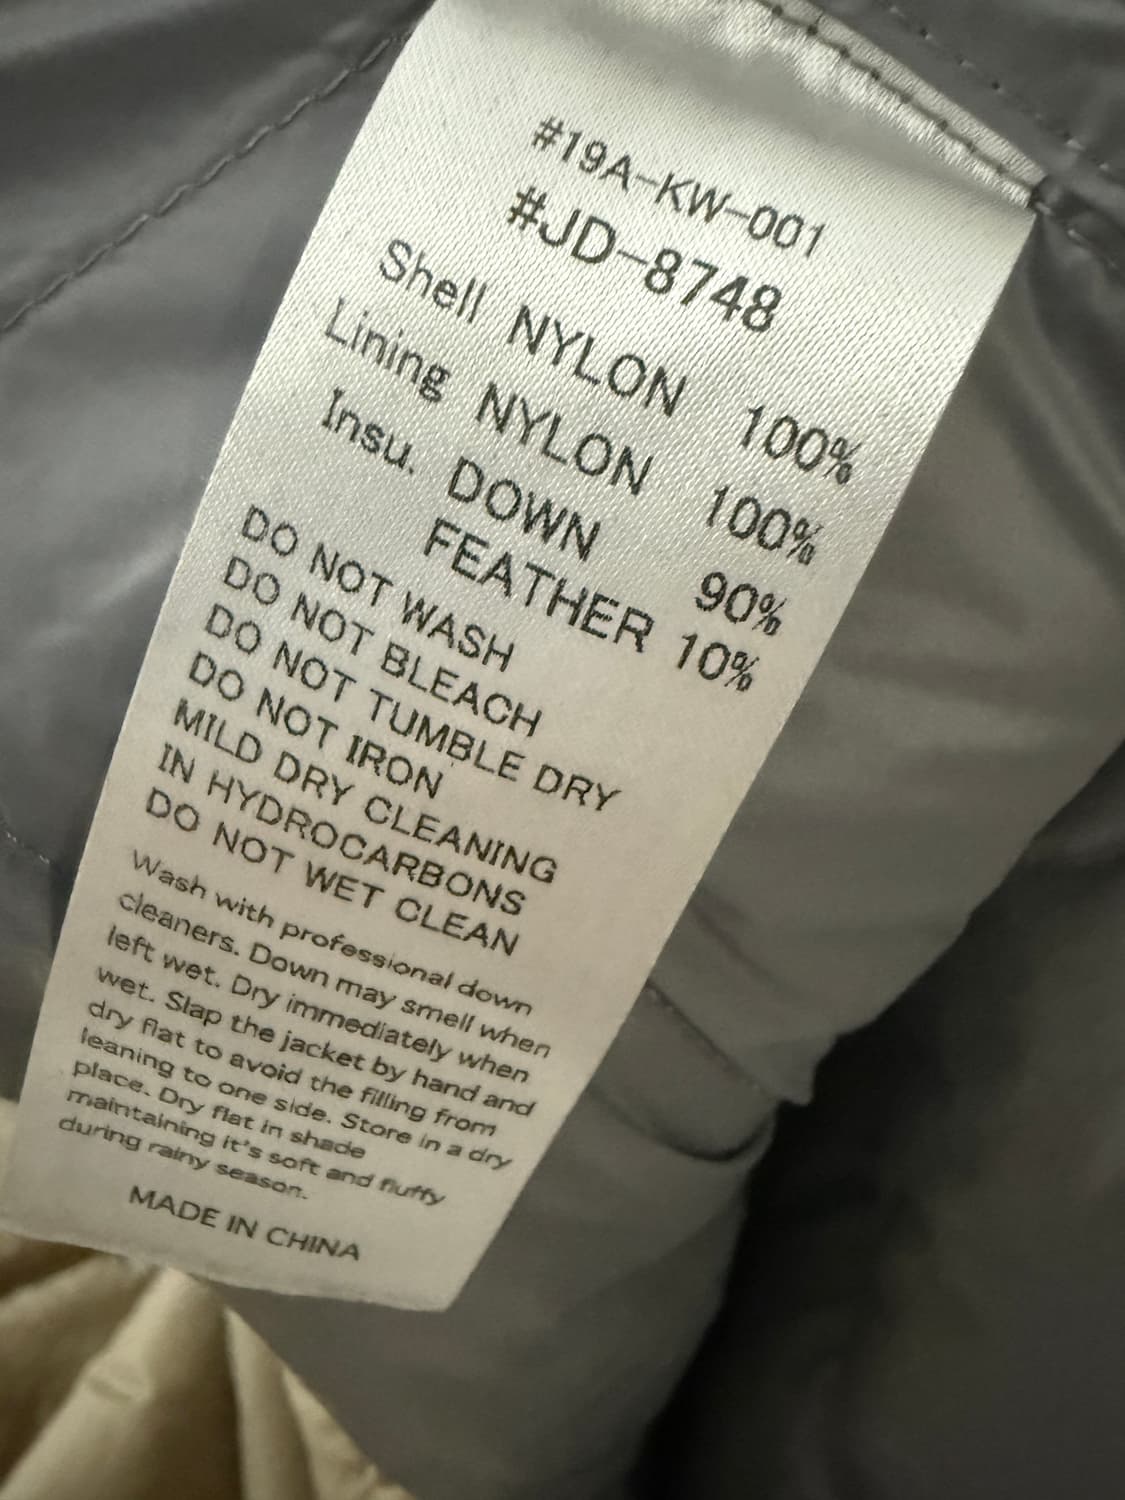 #19A-KW-001
#JD-8748
Shell NYLON 100%
Lining NYLON 100%
Insu. DOWN 90%
FEATHER 10%
DO NOT WASH
DO NOT BLEACH
DO NOT TUMBLE DRY
DO NOT IRON
MILD DRY CLEANING
IN HYDROCARBONS
DO NOT WET CLEAN
Wash with professional down
cleaners. Down may smell when
left wet. Dry immediately when
wet. Slap the jacket by hand and
dry flat to avoid the filling from
leaning to one side. Store in a dry
place. Dry flat in shade
maintaining it's soft and fluffy
during rainy season.
MADE IN CHINA